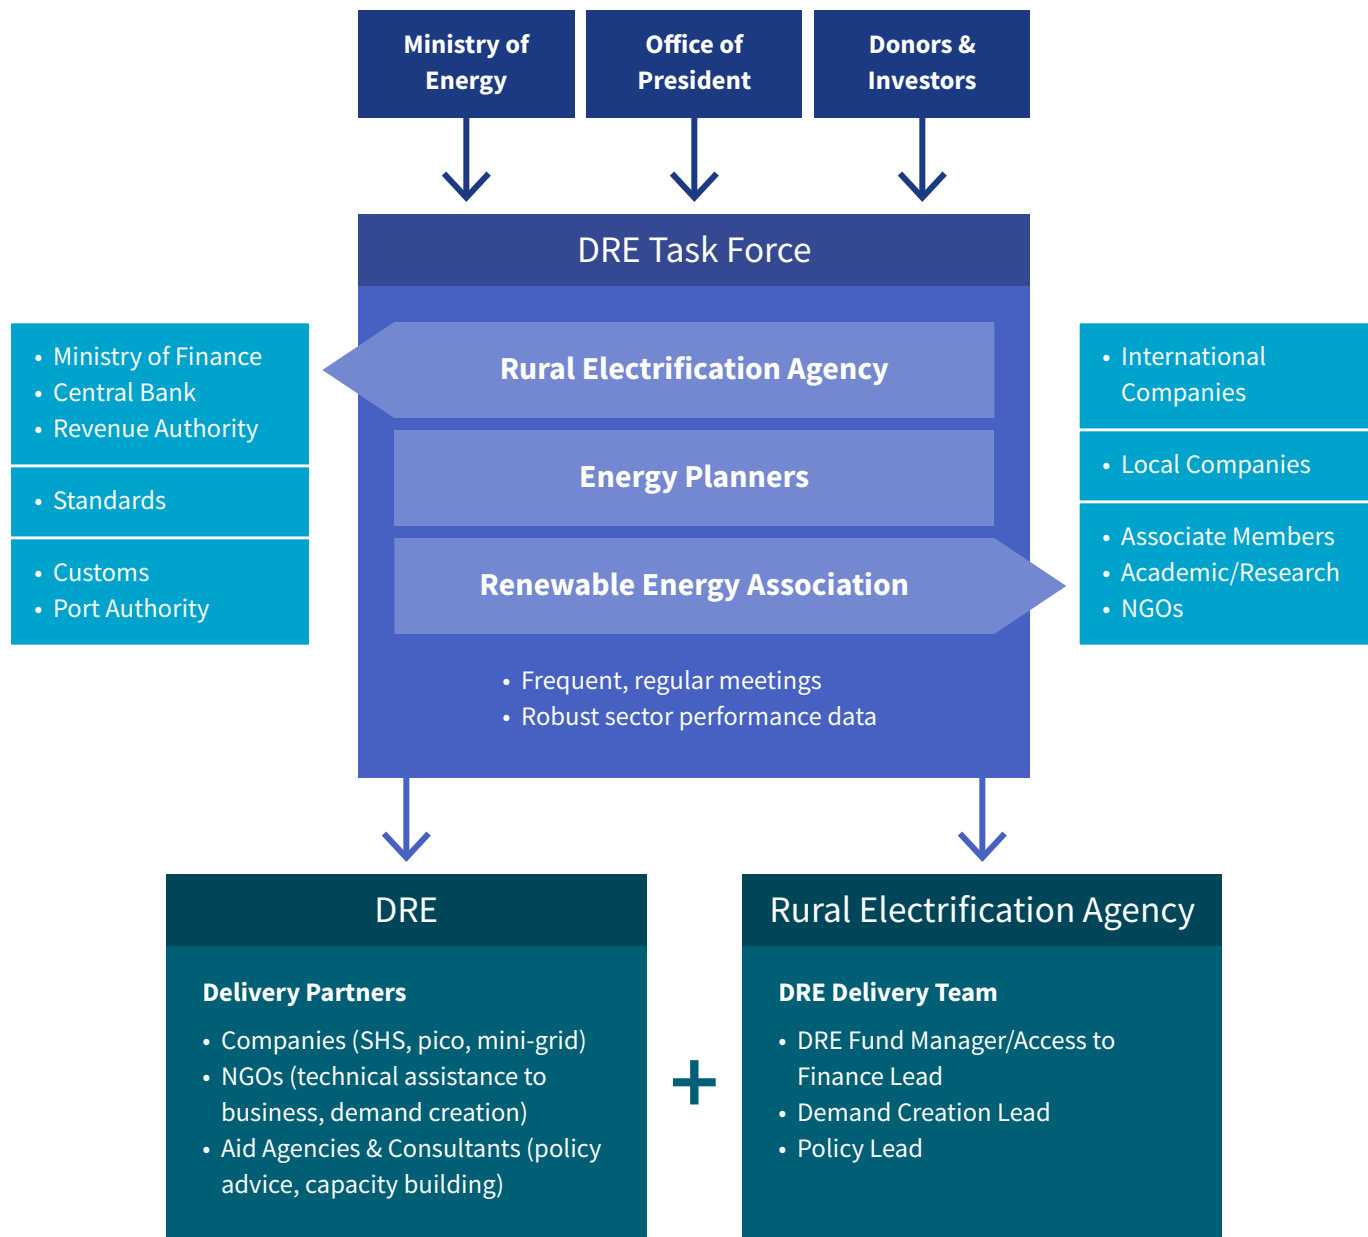 Ministry of
Energy
Office of
President
Donors &
Investors
DRE Task Force
• Ministry of Finance
• Central Bank
• Revenue Authority
• Standards
• Customs
• Port Authority
Rural Electrification Agency
Energy Planners
Renewable Energy Association
• Frequent, regular meetings
• Robust sector performance data
• International
Companies
• Local Companies
• Associate Members
• Academic/Research
• NGOs
DRE
Delivery Partners
• Companies (SHS, pico, mini-grid)
• NGOs (technical assistance to
business, demand creation)
• Aid Agencies & Consultants (policy
advice, capacity building)
+
Rural Electrification Agency
DRE Delivery Team
• DRE Fund Manager/Access to
Finance Lead
• Demand Creation Lead
• Policy Lead